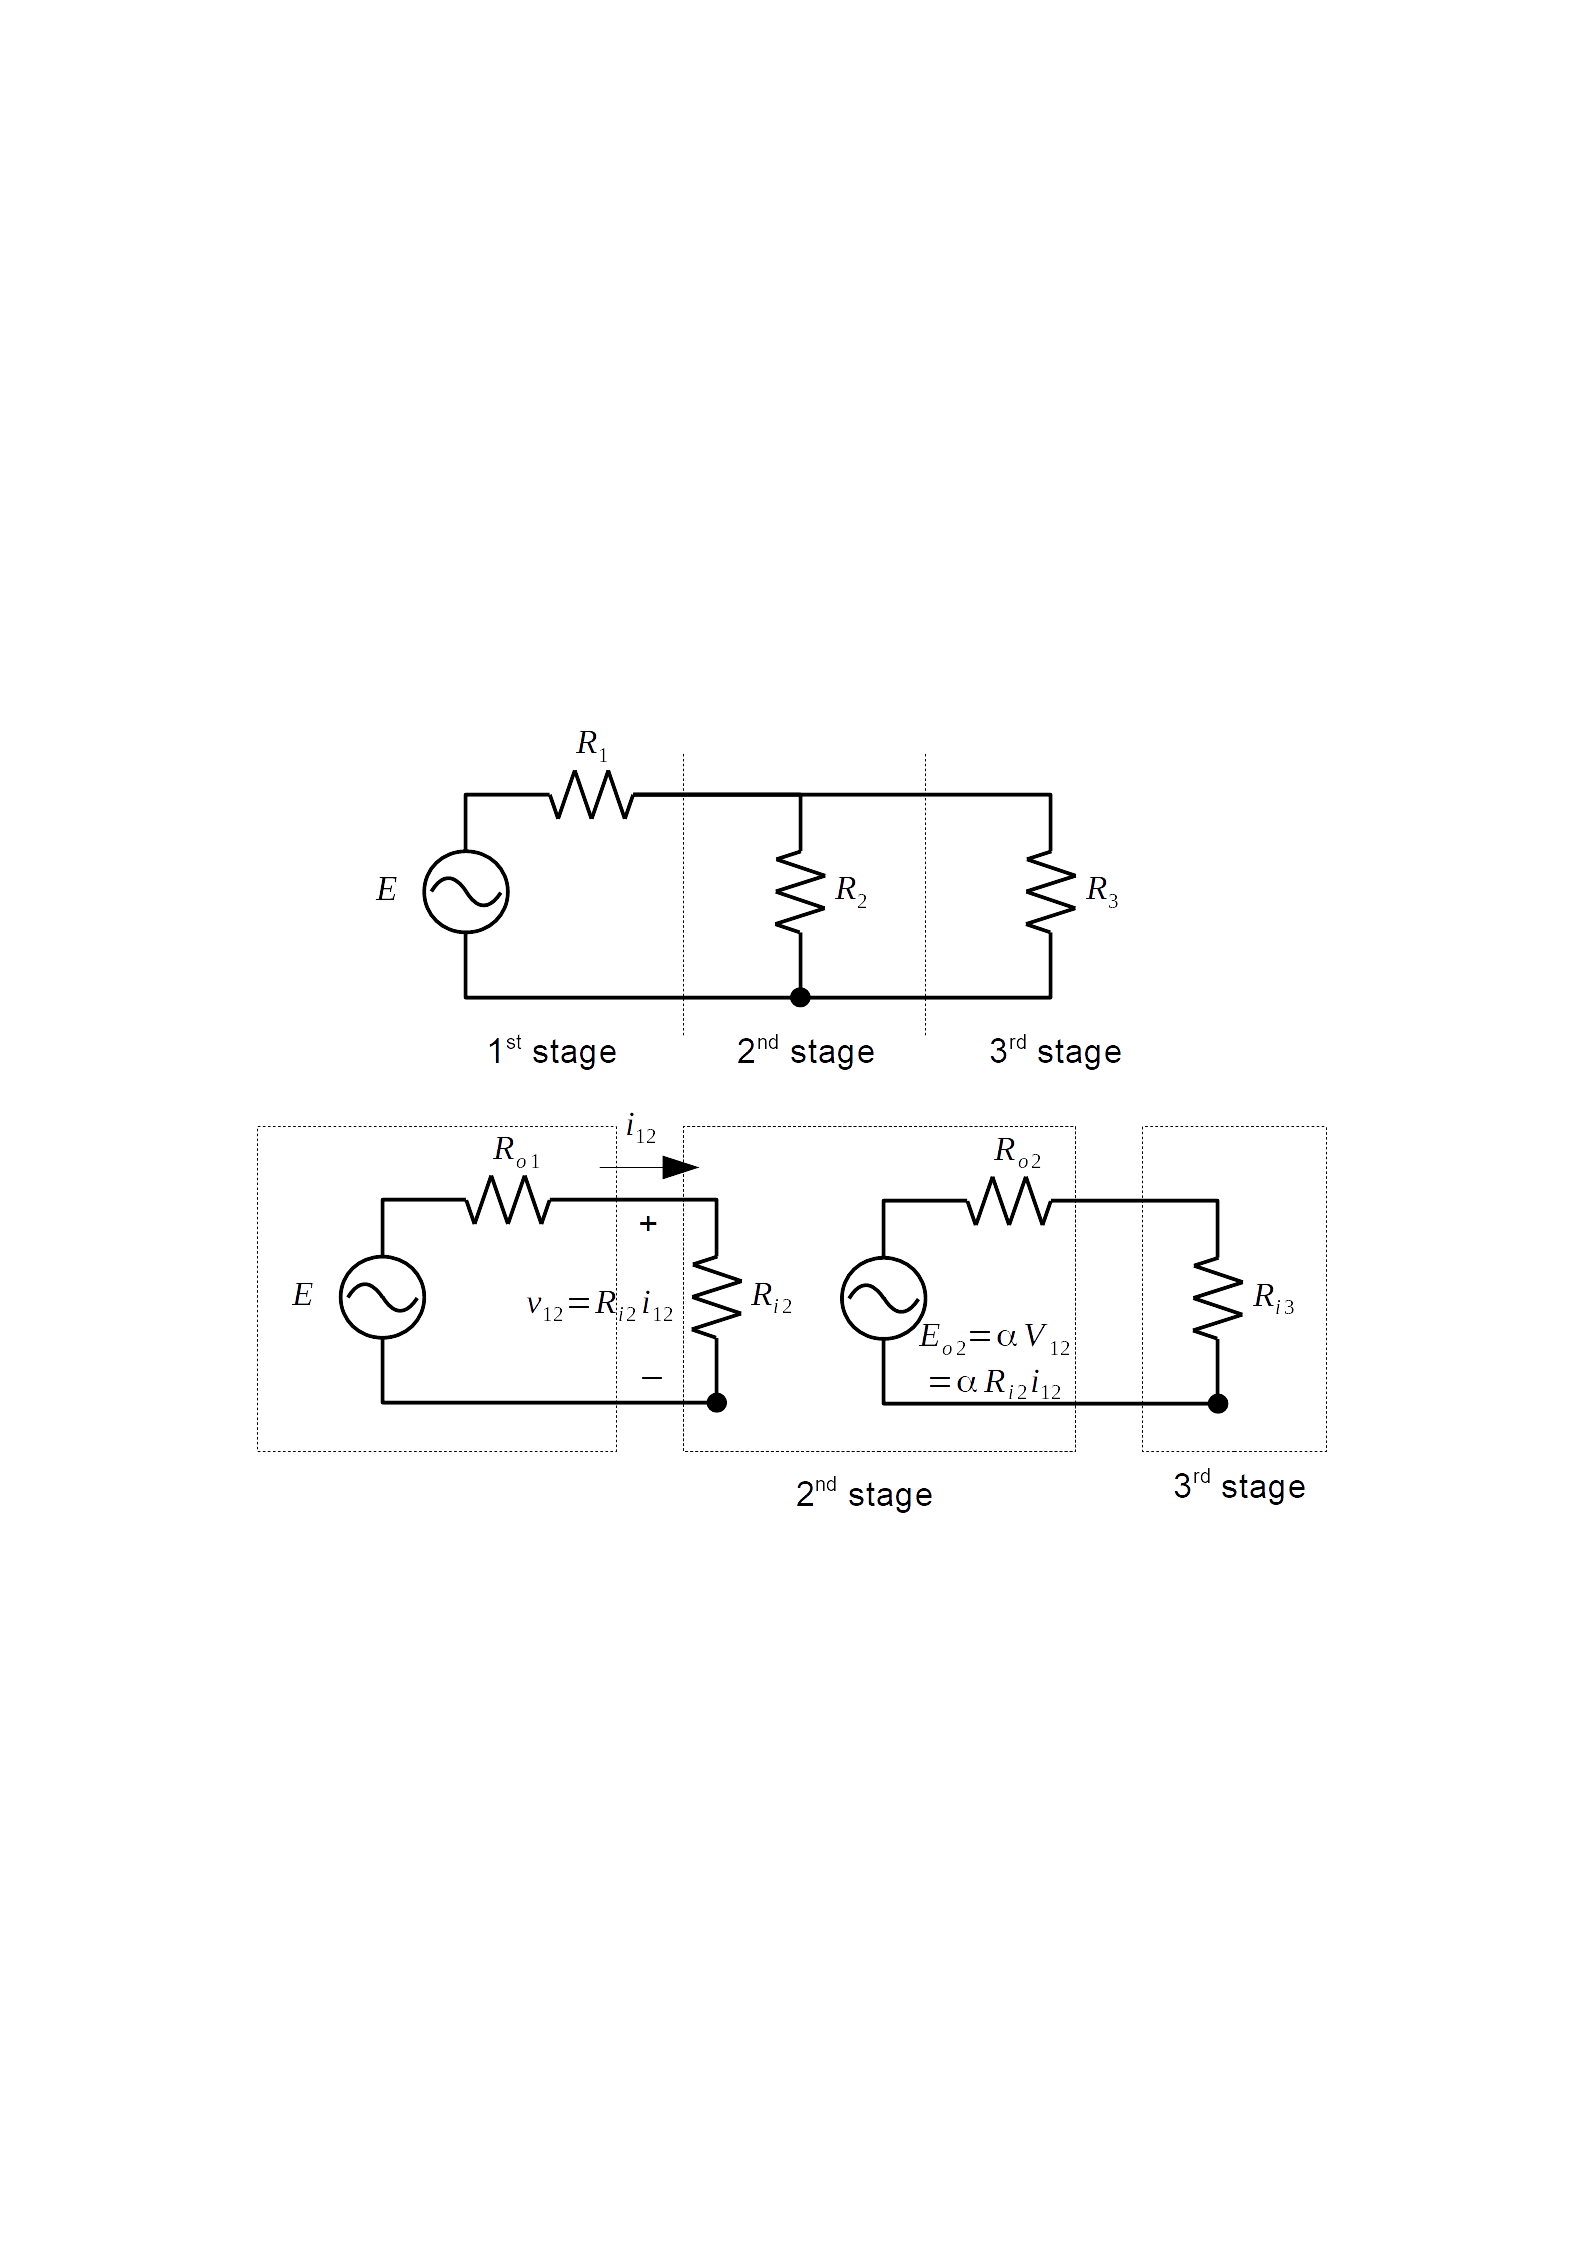 R₁
E
R₂
R₃
1ˢᵗ stage
2ⁿᵈ stage
3ʳᵈ stage
i₁₂
Rₒ₁
Rₒ₂
+
E
v₁₂=Rᵢ₂ i₁₂
Rᵢ₂
Rᵢ₃
Eₒ₂=α V₁₂
=α Rᵢ₂ i₁₂
−
2ⁿᵈ stage
3ʳᵈ stage